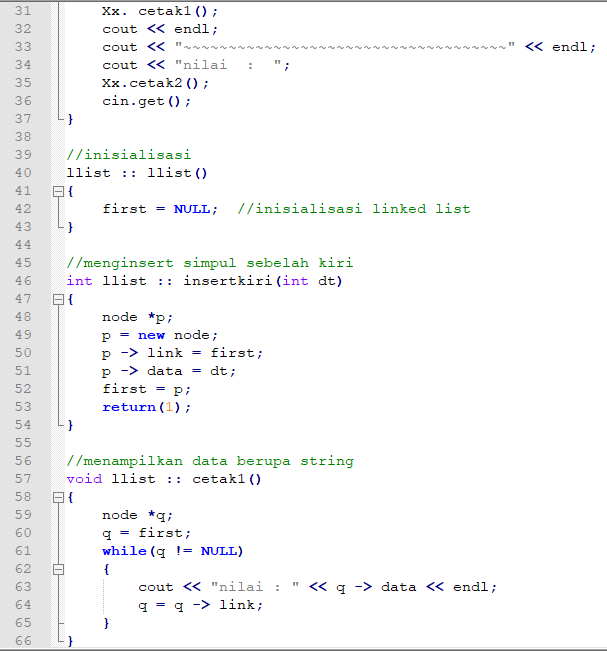 31 Xx. cetak1();
32 cout << endl;
33 cout << "~~~~~~~~~~~~~~~~~~~~~~~~~~~~~~~~~~~~" << endl;
34 cout << "nilai  :  ";
35 Xx.cetak2();
36 cin.get();
37 }
38
39 //inisialisasi
40 llist :: llist()
41 {
42 first = NULL;  //inisialisasi linked list
43 }
44
45 //menginsert simpul sebelah kiri
46 int llist :: insertkiri(int dt)
47 {
48 node *p;
49 p = new node;
50 p -> link = first;
51 p -> data = dt;
52 first = p;
53 return(1);
54 }
55
56 //menampilkan data berupa string
57 void llist :: cetak1()
58 {
59 node *q;
60 q = first;
61 while(q != NULL)
62 {
63 cout << "nilai : " << q -> data << endl;
64 q = q -> link;
65 }
66 }